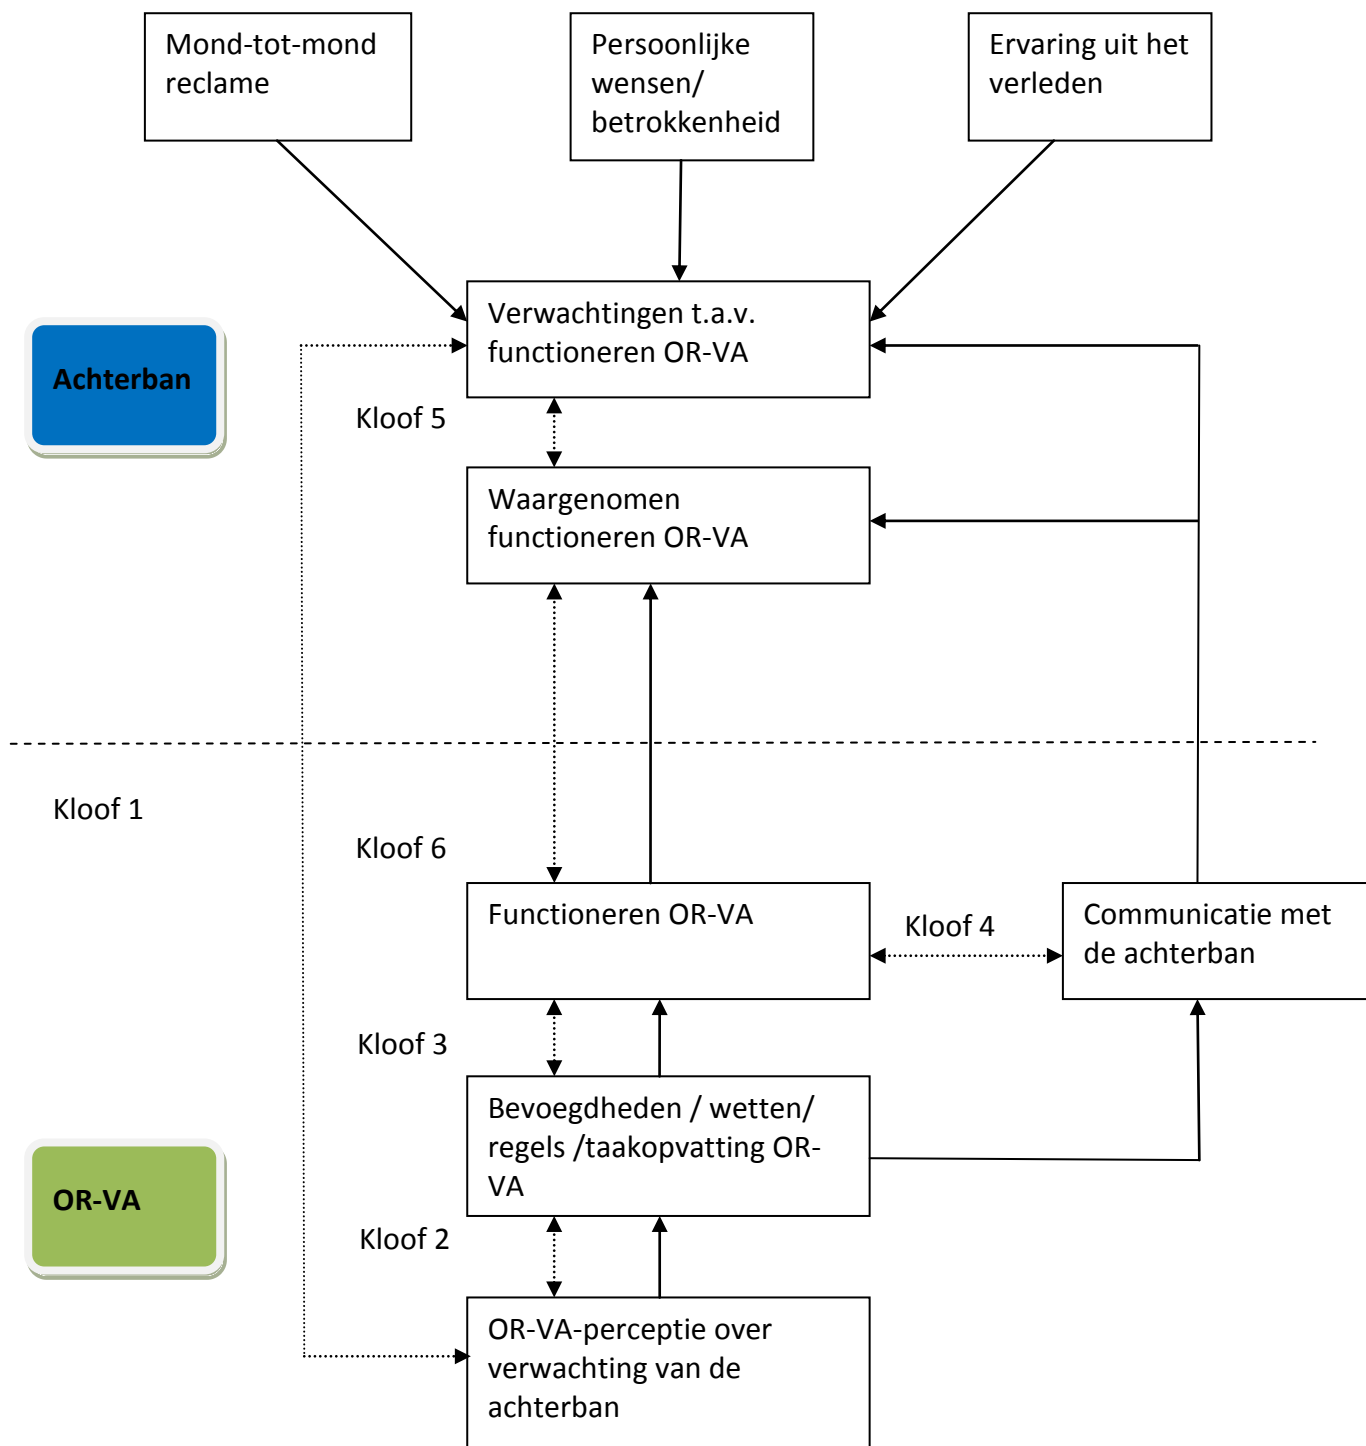 Mond-tot-mond
reclame
Persoonlijke
wensen/
betrokkenheid
Ervaring uit het
verleden
Verwachtingen t.a.v.
functioneren OR-VA
Achterban
Kloof 5
Waargenomen
functioneren OR-VA
Kloof 1
Kloof 6
Functioneren OR-VA
Kloof 4
Communicatie met
de achterban
Kloof 3
Bevoegdheden / wetten/
regels /taakopvatting OR-
VA
OR-VA
Kloof 2
OR-VA-perceptie over
verwachting van de
achterban